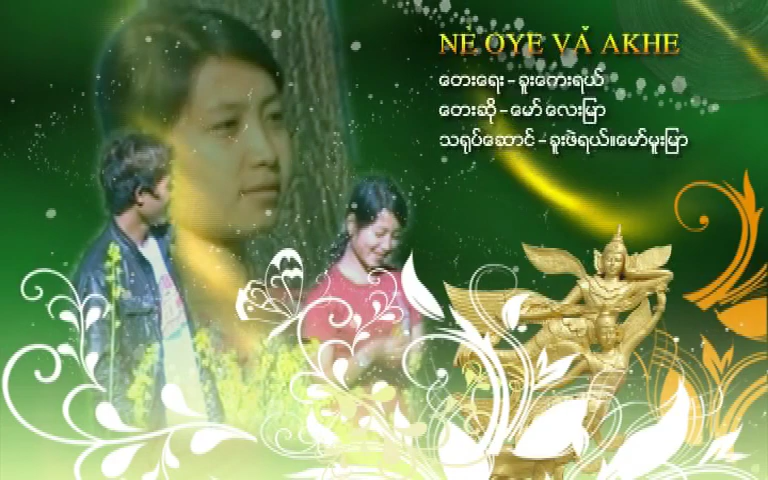 NÉ OYE VǍ AKHE
တေးရေး - ခူးကေးရယ်
တေးဆို - မော် လေးမြာ
သရုပ်ဆောင် - ခူးဖဲရယ်။မော်မူးမြာ